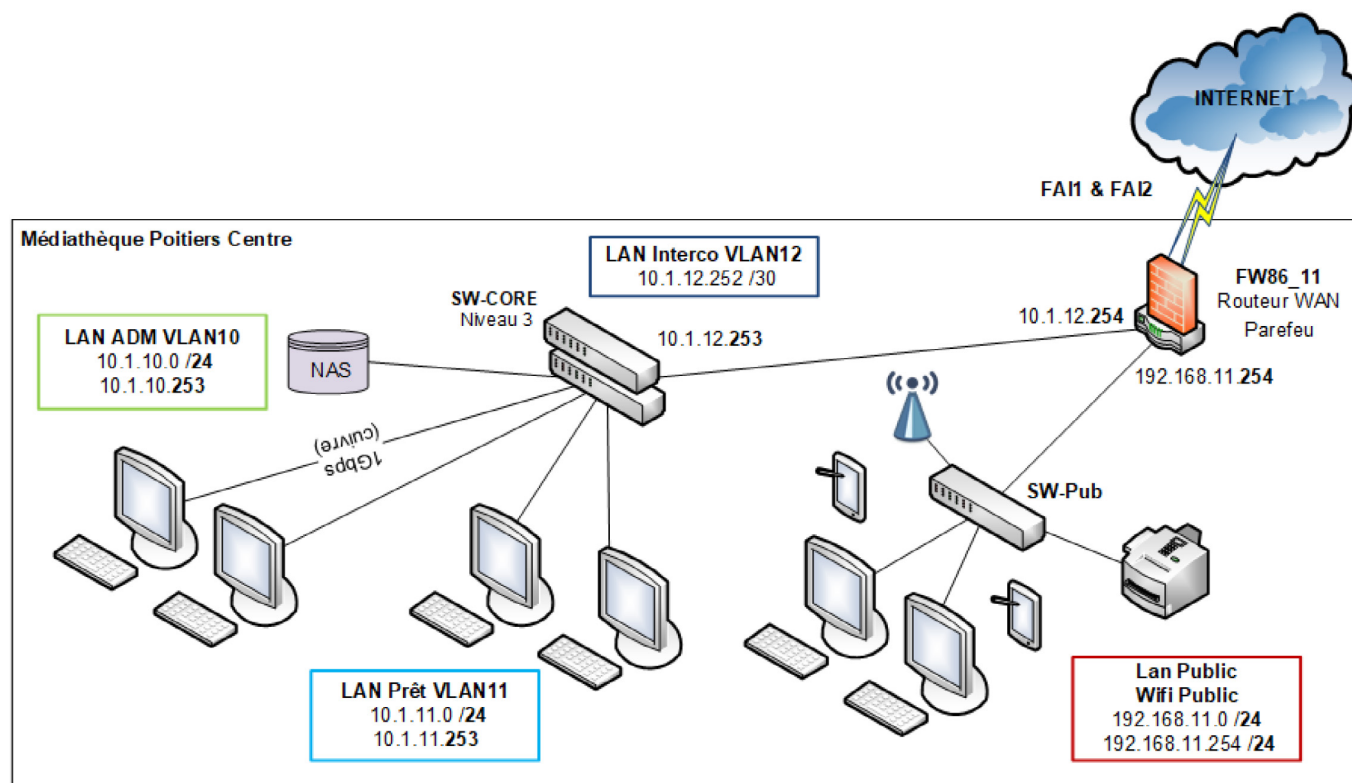 INTERNET
FAI1 & FAI2
Médiathèque Poitiers Centre
LAN Interco VLAN12
10.1.12.252 /30
FW86_11
Routeur WAN
Parefeu
SW-CORE
Niveau 3
10.1.12.254
10.1.12.253
LAN ADM VLAN10
10.1.10.0 /24
10.1.10.253
NAS
192.168.11.254
1Gbps
(cuivre)
SW-Pub
LAN Prêt VLAN11
10.1.11.0 /24
10.1.11.253
Lan Public
Wifi Public
192.168.11.0 /24
192.168.11.254 /24